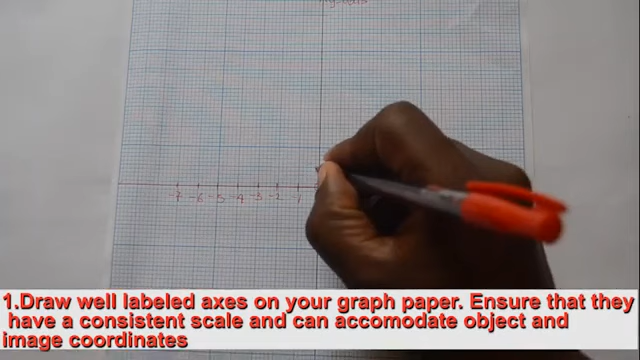 y-axis
-7 -6 -5 -4 -3 -2 -1
1.Draw well labeled axes on your graph paper. Ensure that they
have a consistent scale and can accomodate object and
image coordinates